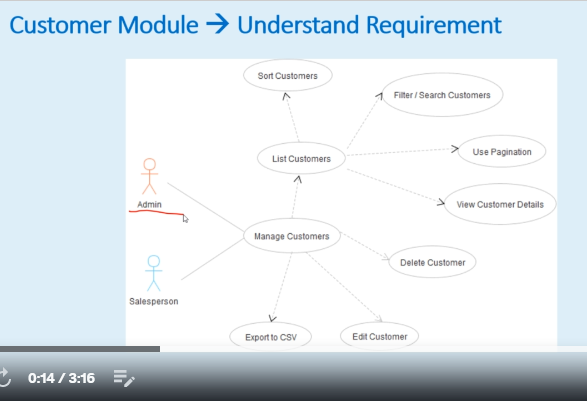 Customer Module → Understand Requirement
Sort Customers
Filter / Search Customers
List Customers
Use Pagination
Admin
View Customer Details
Manage Customers
Delete Customer
Salesperson
Export to CSV
Edit Customer
0:14 / 3:16